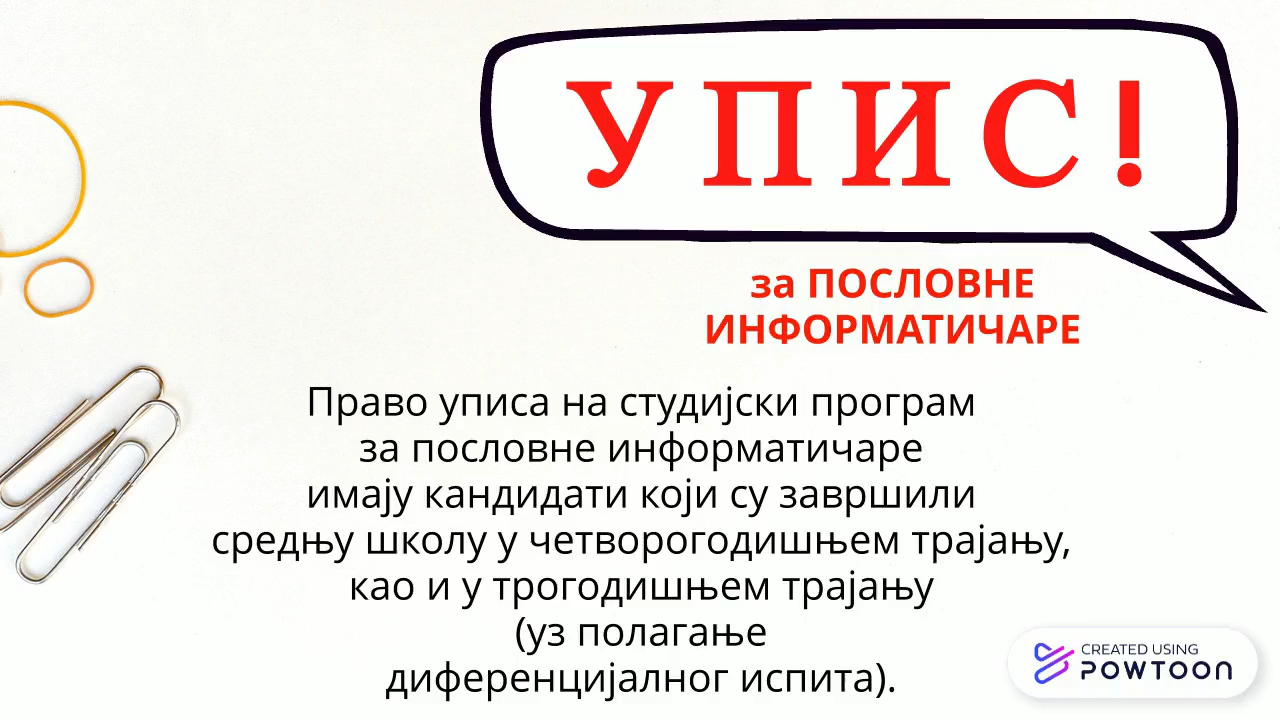 УПИС!
за ПОСЛОВНЕ
ИНФОРМАТИЧАРЕ
Право уписа на студијски програм
за пословне информатичаре
имају кандидати који су завршили
средњу школу у четворогодишњем трајању,
као и у трогодишњем трајању
(уз полагање
диференцијалног испита).
CREATED USING
POWTOON